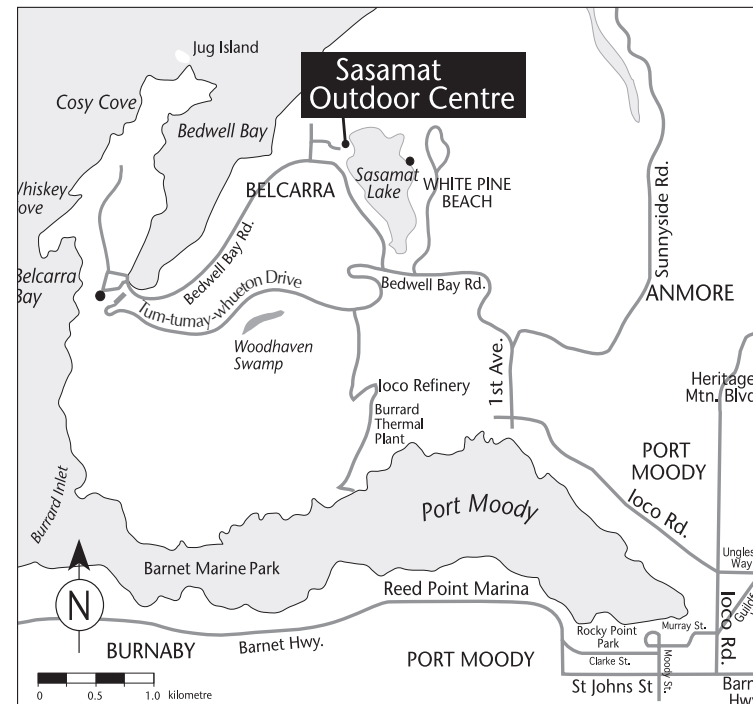 Jug Island
Sasamat
Outdoor Centre
Cosy Cove
Bedwell Bay
Sasamat
Lake
WHITE PINE
BEACH
BELCARRA
Sunnyside Rd.
Bedwell Bay Rd.
Belcarra
Bay
Tum-tumay-whueton Drive
Bedwell Bay Rd.
ANMORE
Woodhaven
Swamp
Ioco Refinery
Burrard
Thermal
Plant
1st Ave.
Heritage
Mtn. Blvd
PORT
MOODY
Ioco Rd.
Port Moody
Burrard Inlet
Barnet Marine Park
Reed Point Marina
Way
Ioco Rd.
N
Rocky Point
Park
Murray St.
Clarke St.
Moody St.
BURNABY
Barnet Hwy.
PORT MOODY
St Johns St
0 0.5 1.0 kilometre